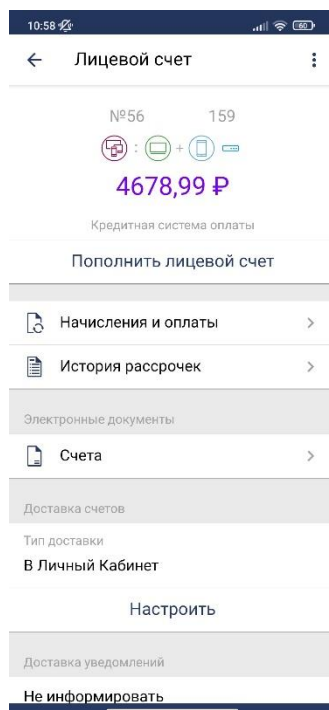 10:58
60
Лицевой счет
№56 159
: +
4678,99 ₽
Кредитная система оплаты
Пополнить лицевой счет
Начисления и оплаты
История рассрочек
Электронные документы
Счета
Доставка счетов
Тип доставки
В Личный Кабинет
Настроить
Доставка уведомлений
Не информировать